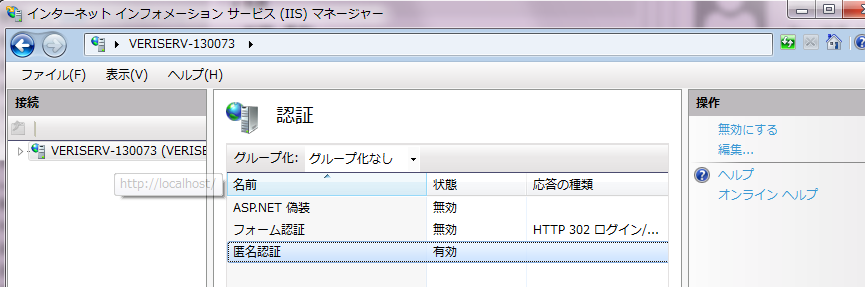 インターネット インフォメーション サービス (IIS) マネージャー
VERISERV-130073
ファイル(F) 表示(V) ヘルプ(H)
接続
VERISERV-130073 (VERISE
http://localhost/
認証
グループ化: グループ化なし
名前 状態 応答の種類
ASP.NET 偽装 無効
フォーム認証 無効 HTTP 302 ログイン/...
匿名認証 有効
操作
無効にする
編集...
ヘルプ
オンライン ヘルプ